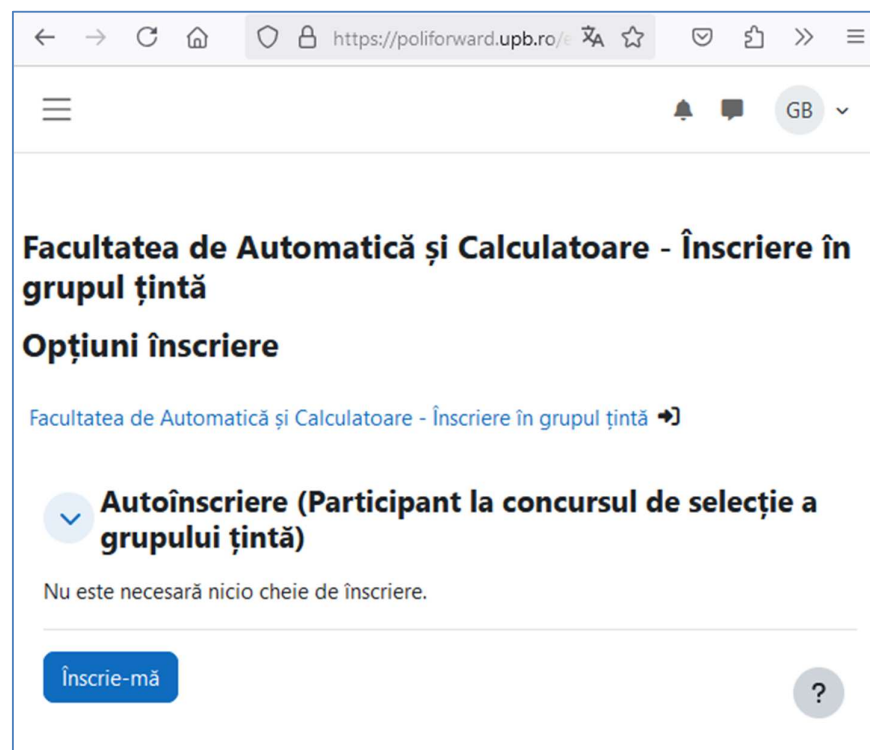 https://poliforward.upb.ro/e
GB
Facultatea de Automatică și Calculatoare - Înscriere în
grupul țintă
Opțiuni înscriere
Facultatea de Automatică și Calculatoare - Înscriere în grupul țintă
Autoînscriere (Participant la concursul de selecție a
grupului țintă)
Nu este necesară nicio cheie de înscriere.
Înscrie-mă
?